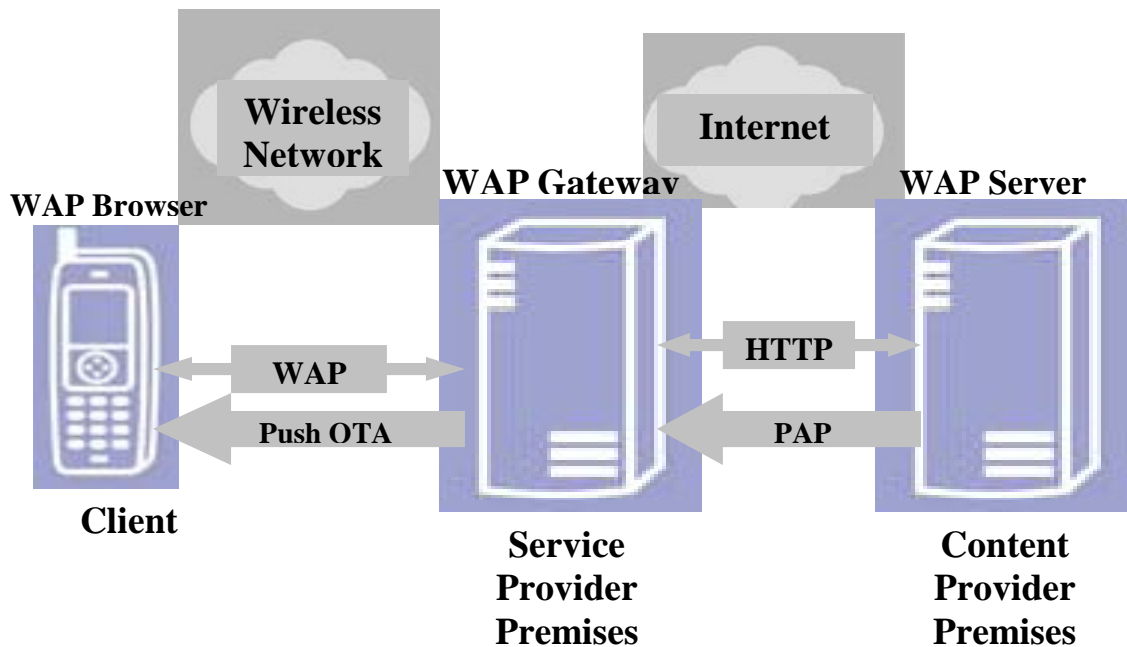 Wireless
Network
Internet
WAP Browser
WAP Gateway
WAP Server
WAP
HTTP
Push OTA
PAP
Client
Service
Provider
Premises
Content
Provider
Premises